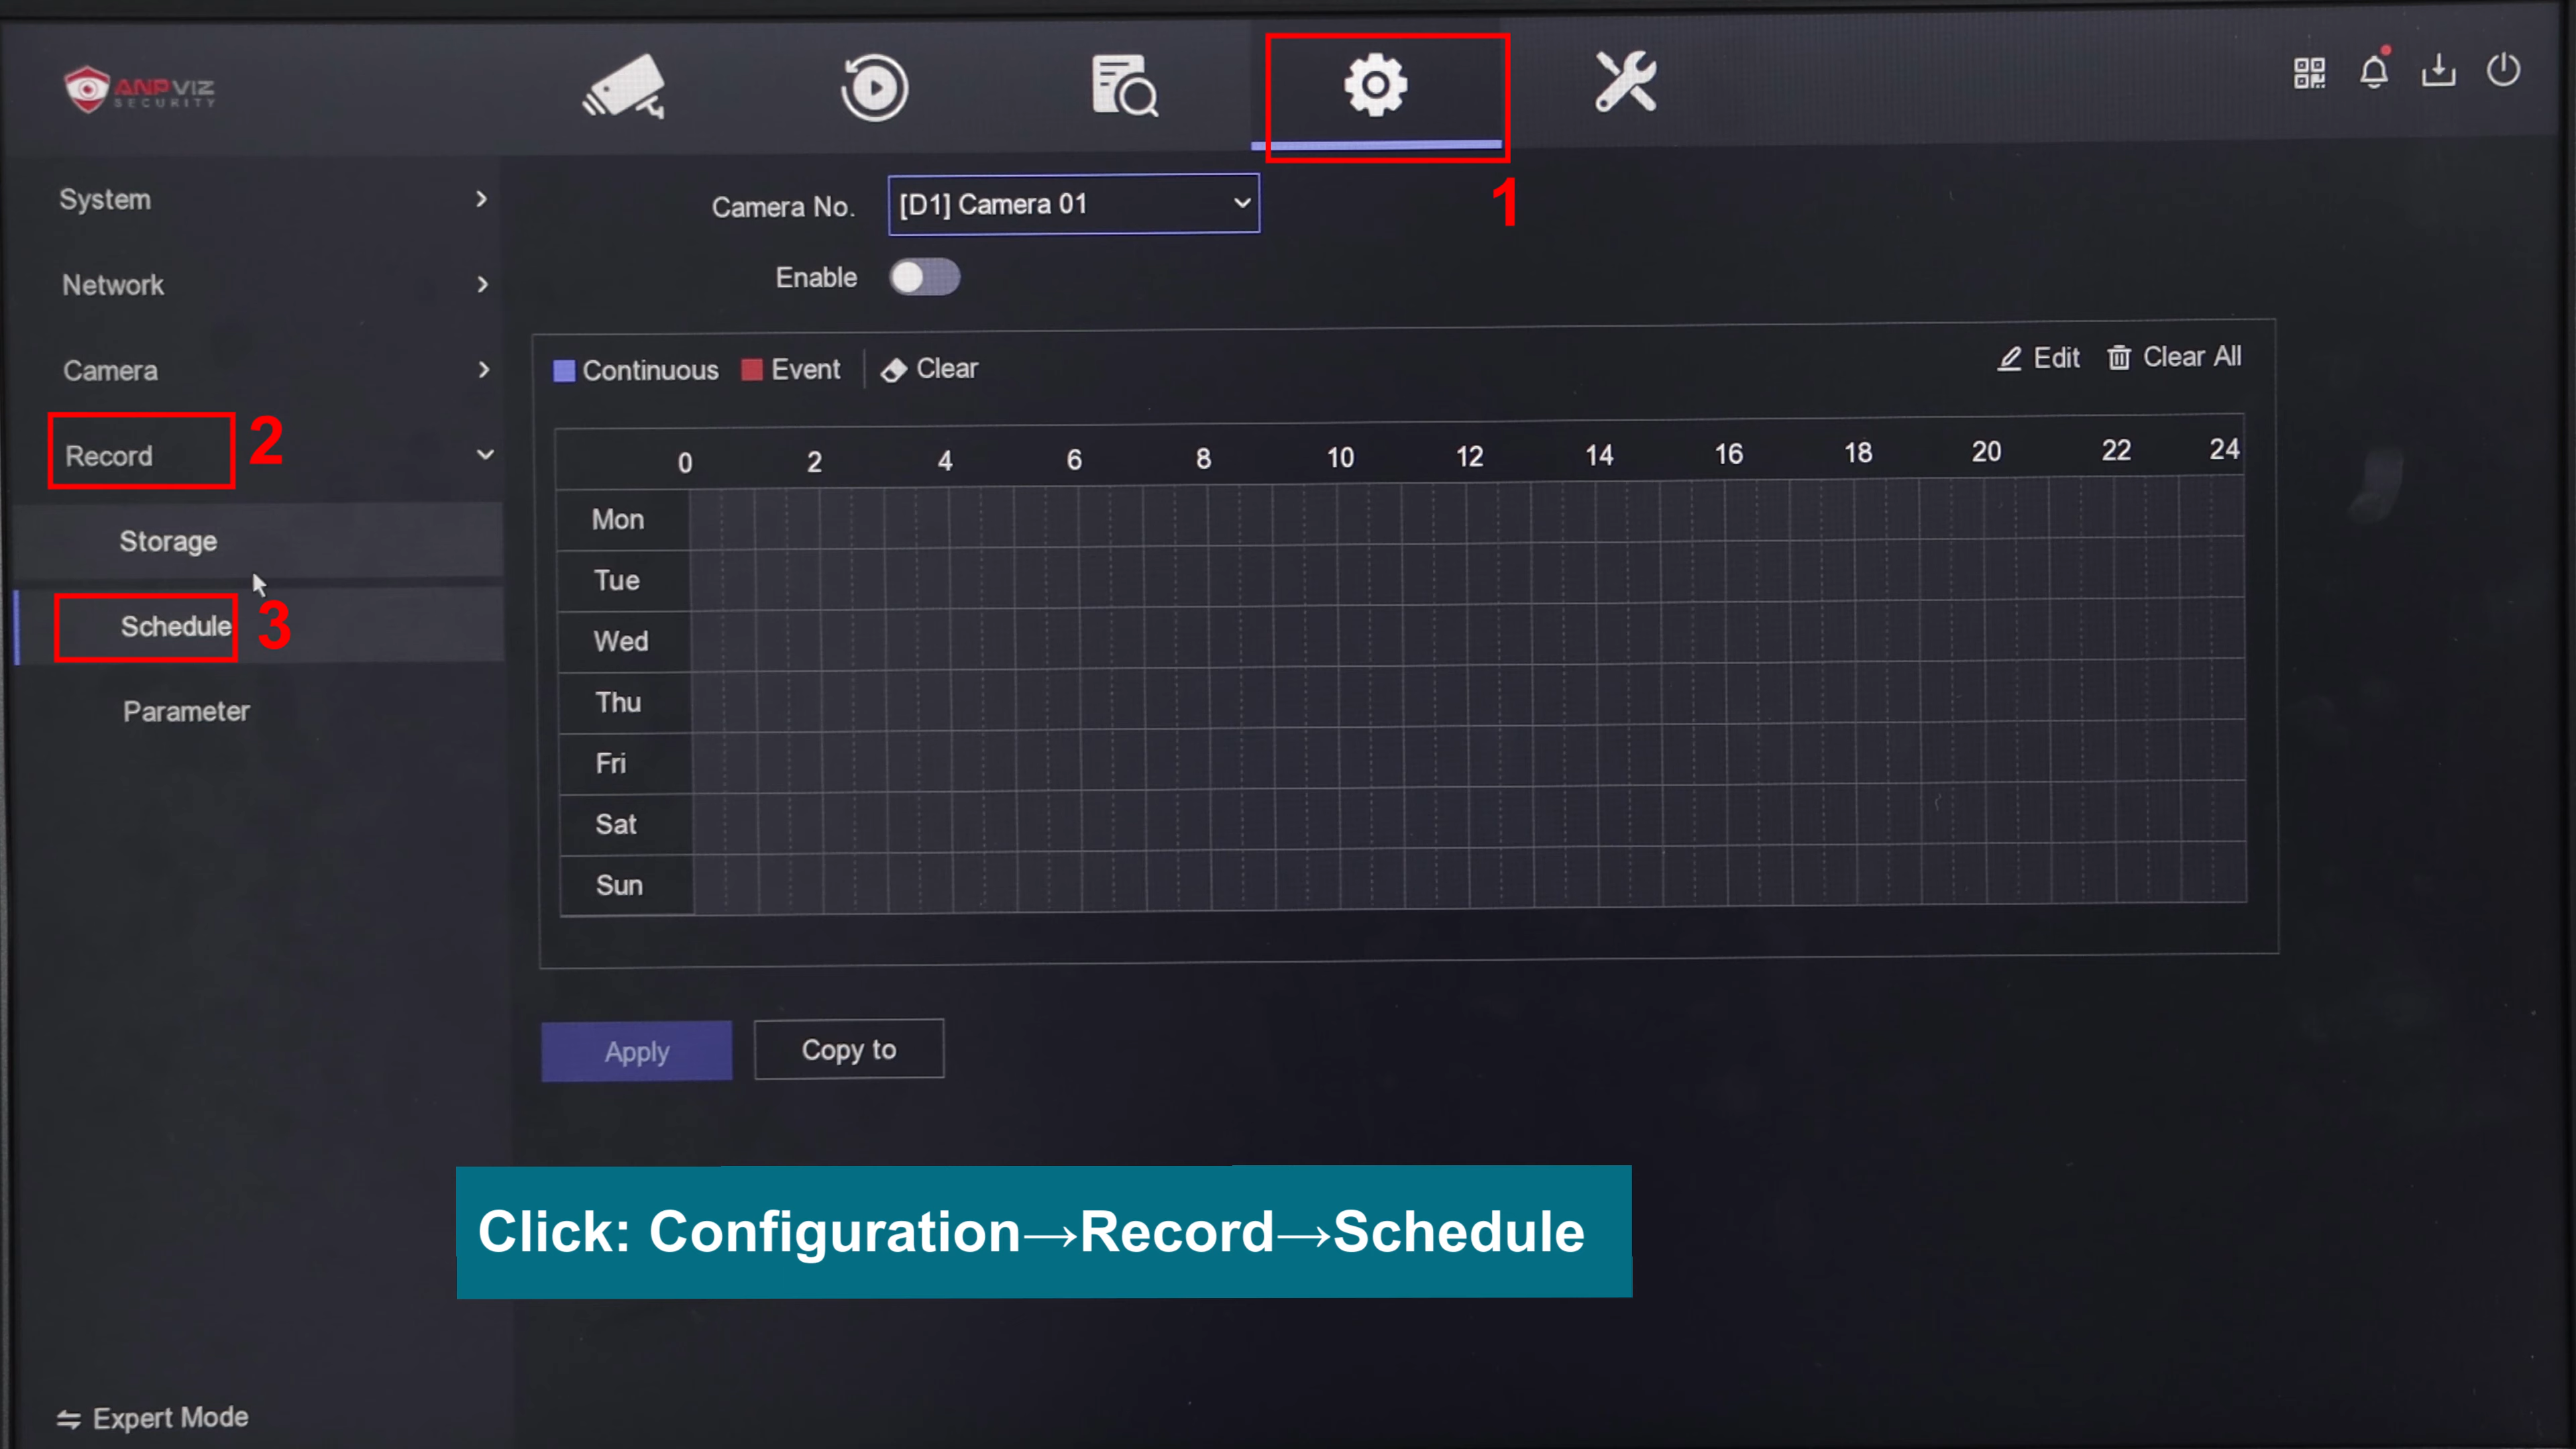 ANPVIZ
SECURITY
1
System
Camera No. [D1] Camera 01
Network
Enable
Camera
Continuous Event Clear Edit Clear All
Record 2
0 2 4 6 8 10 12 14 16 18 20 22 24
Mon
Storage
Tue
Schedule 3
Wed
Parameter
Thu
Fri
Sat
Sun
Apply Copy to
Click: Configuration→Record→Schedule
Expert Mode